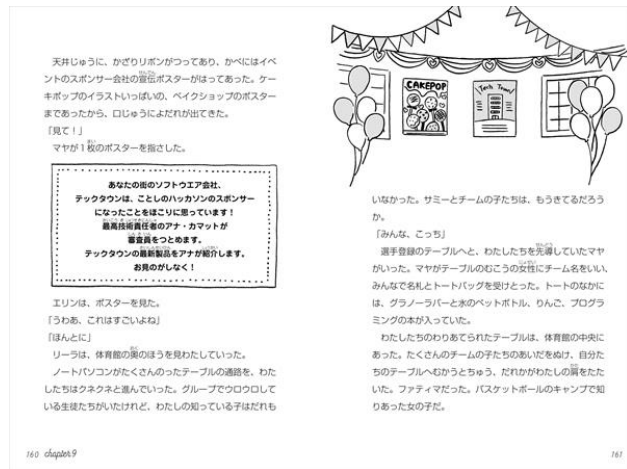 天井じゅうに、かざりリボンがつってあり、かべにはイベ
ントのスポンサー会社の宣伝ポスターがはってあった。ケー
キポップのイラストいっぱいの、ベイクショップのポスター
まであったから、口じゅうによだれが出てきた。
「見て！」
マヤが１枚のポスターを指さした。
あなたの街のソフトウエア会社、
テックタウンは、ことしのハッカソンのスポンサー
になったことをほこりに思っています！
最高技術責任者のアナ・カマットが
審査員をつとめます。
テックタウンの最新製品をアナが紹介します。
お見のがしなく！
エリンは、ポスターを見た。
「うわあ、これはすごいよね」
「ほんとに」
リーラは、体育館の奥のほうを見わたしていった。
ノートパソコンがたくさんのったテーブルの通路を、わた
したちはクネクネと進んでいった。グループでウロウロして
いる生徒たちがいたけれど、わたしの知っている子はだれも
160 chapter9
CAKEPOP
Tech Town!
いなかった。サミーとチームの子たちは、もうきてるだろう
か。
「みんな、こっち」
選手登録のテーブルへと、わたしたちを先導していたマヤ
がいった。マヤがテーブルのむこうの女性にチーム名をいい、
みんなで名札とトートバッグを受けとった。トートのなかに
は、グラノーラバーと水のペットボトル、りんご、プログラ
ミングの本が入っていた。
わたしたちのわりあてられたテーブルは、体育館の中央に
あった。たくさんのチームの子たちのあいだをぬけ、自分た
ちのテーブルへむかうとちゅう、だれかがわたしの肩をたた
いた。ファティマだった。バスケットボールのキャンプで知
りあった女の子だ。
161